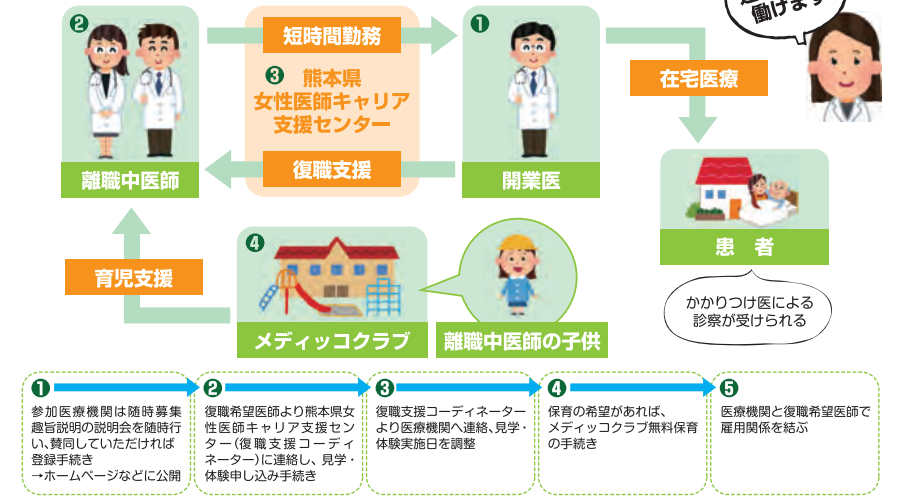 働けます
❷
短時間勤務
❶
❸ 熊本県
女性医師キャリア
支援センター
在宅医療
復職支援
離職中医師
開業医
患 者
❹
育児支援
かかりつけ医による
診察が受けられる
メディッコクラブ
離職中医師の子供
❶
参加医療機関は随時募集
趣旨説明の説明会を随時行
い、賛同していただければ
登録手続き
→ホームページなどに公開
❷
復職希望医師より熊本県女
性医師キャリア支援セン
ター(復職支援コーディ
ネーター)に連絡し、見学・
体験申し込み手続き
❸
復職支援コーディネーター
より医療機関へ連絡、見学・
体験実施日を調整
❹
保育の希望があれば、
メディッコクラブ無料保育
の手続き
❺
医療機関と復職希望医師で
雇用関係を結ぶ